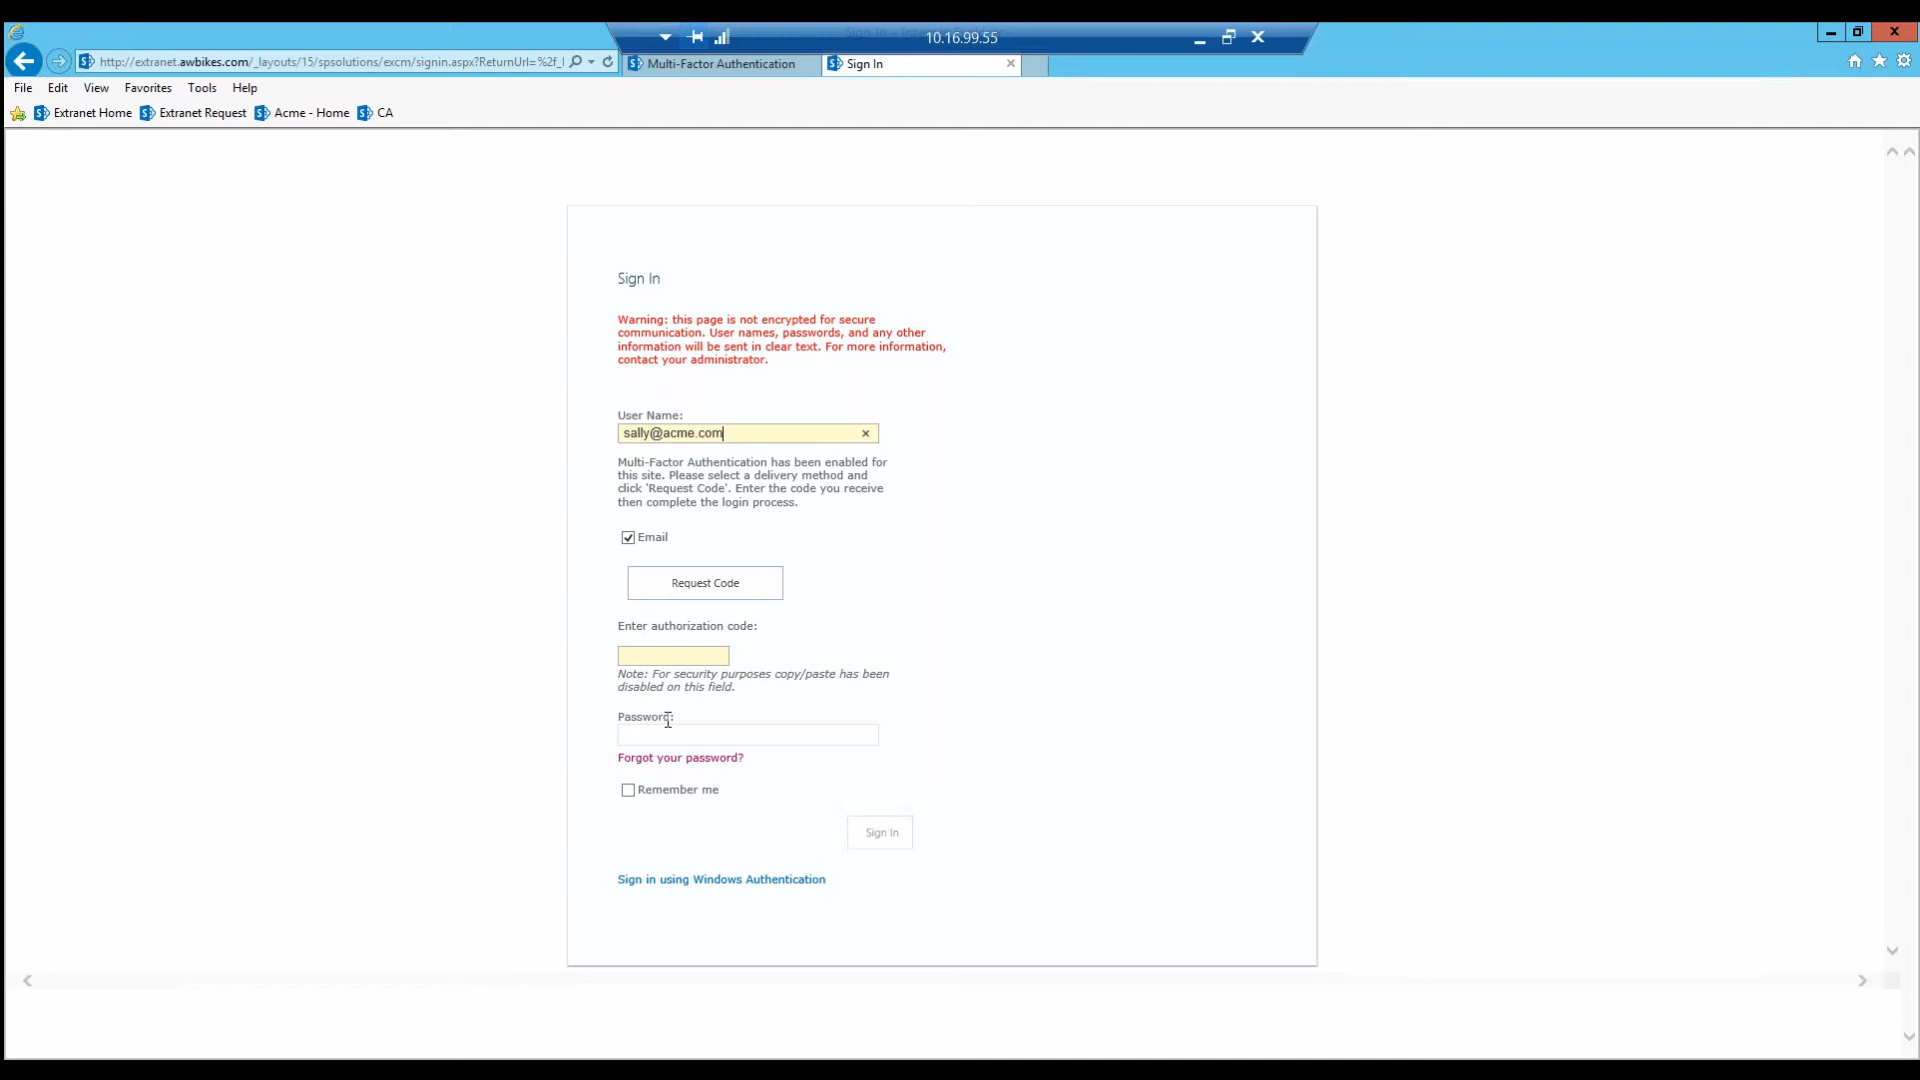 10.16.99.55
http://extranet.awbikes.com/_layouts/15/spsolutions/excm/signin.aspx?ReturnUrl=%2f_l
Multi-Factor Authentication
Sign In
File Edit View Favorites Tools Help
Extranet Home Extranet Request Acme - Home CA
Sign In
Warning: this page is not encrypted for secure
communication. User names, passwords, and any other
information will be sent in clear text. For more information,
contact your administrator.
User Name:
sally@acme.com
Multi-Factor Authentication has been enabled for
this site. Please select a delivery method and
click 'Request Code'. Enter the code you receive
then complete the login process.
Email
Request Code
Enter authorization code:
Note: For security purposes copy/paste has been
disabled on this field.
Password:
Forgot your password?
Remember me
Sign In
Sign in using Windows Authentication